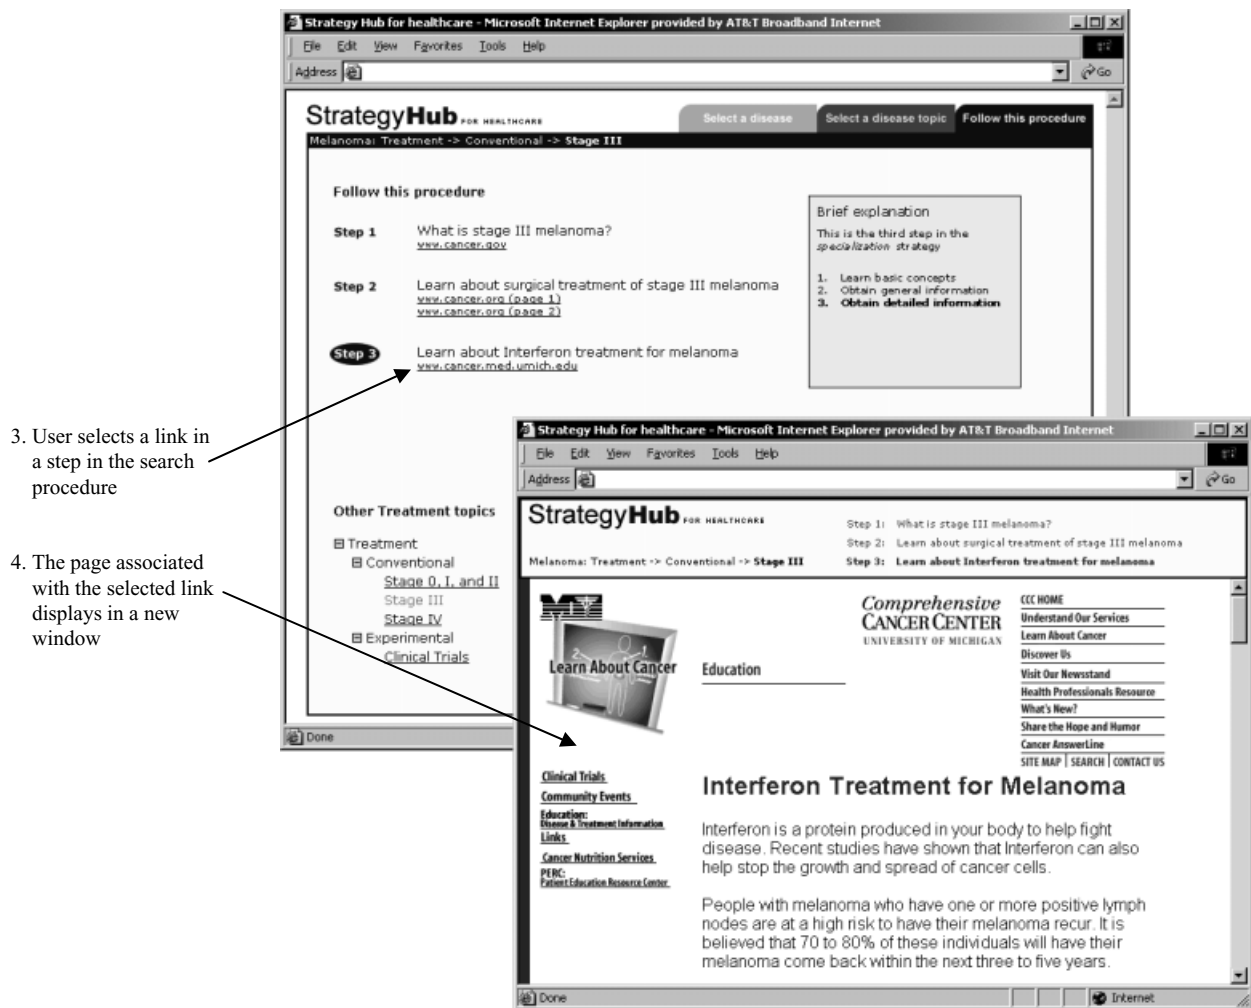 Strategy Hub for healthcare - Microsoft Internet Explorer provided by AT&T Broadband Internet
File Edit View Favorites Tools Help
Address Go
StrategyHub FOR HEALTHCARE
Select a disease Select a disease topic Follow this procedure
Melanoma: Treatment -> Conventional -> Stage III
Follow this procedure
Step 1 What is stage III melanoma?
www.cancer.gov
Step 2 Learn about surgical treatment of stage III melanoma
www.cancer.org (page 1)
www.cancer.org (page 2)
Step 3 Learn about Interferon treatment for melanoma
www.cancer.med.umich.edu
Brief explanation
This is the third step in the
specialization strategy
1. Learn basic concepts
2. Obtain general information
3. Obtain detailed information
Other Treatment topics
Treatment
Conventional
Stage 0, I, and II
Stage III
Stage IV
Experimental
Clinical Trials
Done
3. User selects a link in
a step in the search
procedure
4. The page associated
with the selected link
displays in a new
window
Strategy Hub for healthcare - Microsoft Internet Explorer provided by AT&T Broadband Internet
File Edit View Favorites Tools Help
Address Go
StrategyHub FOR HEALTHCARE
Melanoma: Treatment -> Conventional -> Stage III
Step 1: What is stage III melanoma?
Step 2: Learn about surgical treatment of stage III melanoma
Step 3: Learn about Interferon treatment for melanoma
Learn About Cancer
Education
Comprehensive
CANCER CENTER
UNIVERSITY OF MICHIGAN
CCC HOME
Understand Our Services
Learn About Cancer
Discover Us
Visit Our Newsstand
Health Professionals Resource
What's New?
Share the Hope and Humor
Cancer AnswerLine
SITE MAP | SEARCH | CONTACT US
Clinical Trials
Community Events
Education:
Disease & Treatment Information
Links
Cancer Nutrition Services
PERC:
Patient Education Resource Center
Interferon Treatment for Melanoma
Interferon is a protein produced in your body to help fight
disease. Recent studies have shown that Interferon can also
help stop the growth and spread of cancer cells.
People with melanoma who have one or more positive lymph
nodes are at a high risk to have their melanoma recur. It is
believed that 70 to 80% of these individuals will have their
melanoma come back within the next three to five years.
Done
Internet